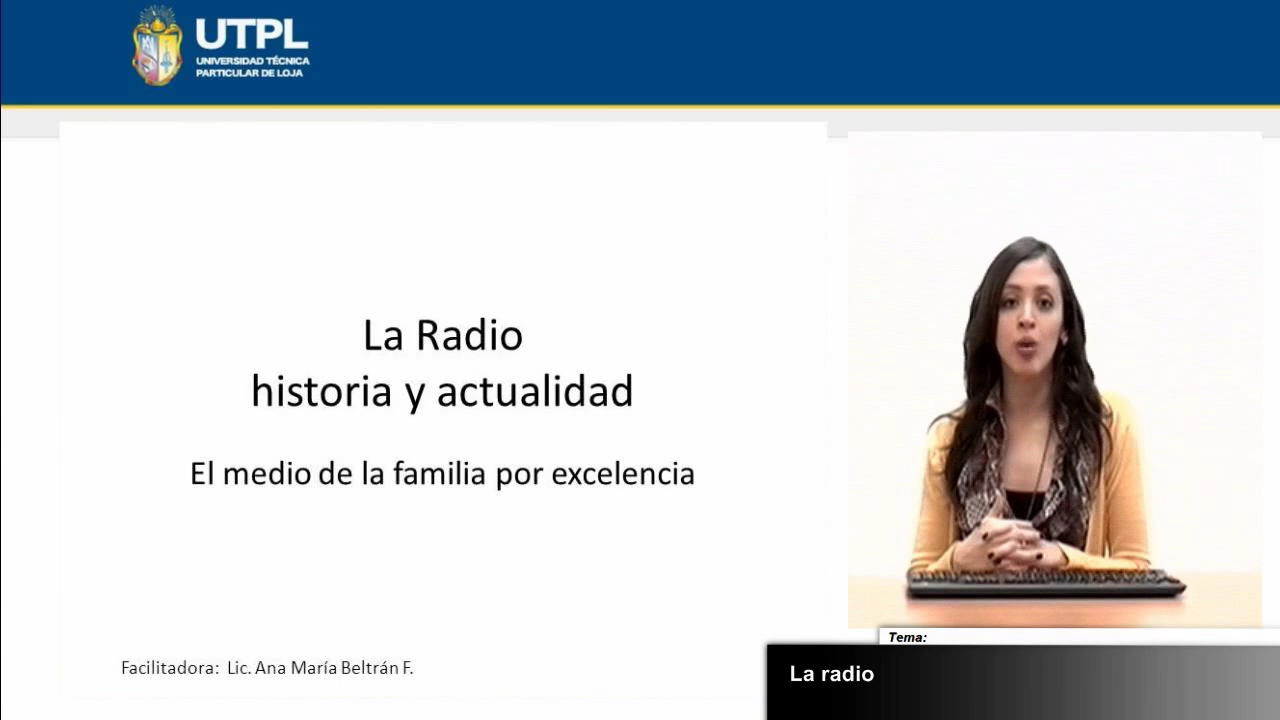 UTPL
UNIVERSIDAD TÉCNICA
PARTICULAR DE LOJA
La Radio
historia y actualidad
El medio de la familia por excelencia
Facilitadora: Lic. Ana María Beltrán F.
Tema:
La radio